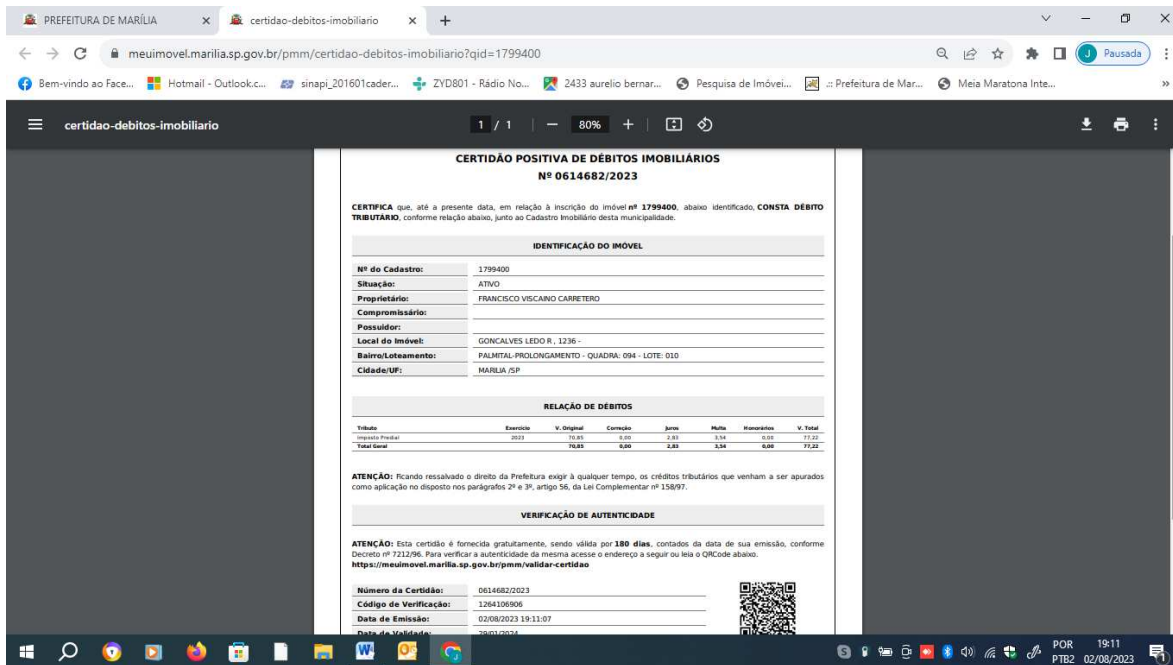 PREFEITURA DE MARÍLIA
certidao-debitos-imobiliario
meuimovel.marilia.sp.gov.br/pmm/certidao-debitos-imobiliario?qid=1799400
J Pausada
Bem-vindo ao Face... Hotmail - Outlook.c... sinapi_201601cader... ZYD801 - Rádio No... 2433 aurelio bernar... Pesquisa de Imóvei... .: Prefeitura de Mar... Meia Maratona Inte... »
certidao-debitos-imobiliario 1 / 1 80%
CERTIDÃO POSITIVA DE DÉBITOS IMOBILIÁRIOS
Nº 0614682/2023
CERTIFICA que, até a presente data, em relação à inscrição do imóvel nº 1799400, abaixo identificado, CONSTA DÉBITO
TRIBUTÁRIO, conforme relação abaixo, junto ao Cadastro Imobiliário desta municipalidade.
IDENTIFICAÇÃO DO IMÓVEL
Nº do Cadastro: 1799400
Situação: ATIVO
Proprietário: FRANCISCO VISCAINO CARRETERO
Compromissário:
Possuidor:
Local do Imóvel: GONCALVES LEDO R , 1236 -
Bairro/Loteamento: PALMITAL-PROLONGAMENTO - QUADRA: 094 - LOTE: 010
Cidade/UF: MARILIA /SP
RELAÇÃO DE DÉBITOS
Tributo Exercício V. Original Correção Juros Multa Honorários V. Total
Imposto Predial 2023 70,85 0,00 2,83 3,54 0,00 77,22
Total Geral 70,85 0,00 2,83 3,54 0,00 77,22
ATENÇÃO: Ficando ressalvado o direito da Prefeitura exigir à qualquer tempo, os créditos tributários que venham a ser apurados
como aplicação no disposto nos parágrafos 2º e 3º, artigo 56, da Lei Complementar nº 158/97.
VERIFICAÇÃO DE AUTENTICIDADE
ATENÇÃO: Esta certidão é fornecida gratuitamente, sendo válida por 180 dias, contados da data de sua emissão, conforme
Decreto nº 7212/96. Para verificar a autenticidade da mesma acesse o endereço a seguir ou leia o QRCode abaixo.
https://meuimovel.marilia.sp.gov.br/pmm/validar-certidao
Número da Certidão: 0614682/2023
Código de Verificação: 1264106906
Data de Emissão: 02/08/2023 19:11:07
Data de Validade: 29/01/2024
POR 19:11
PTB2 02/08/2023